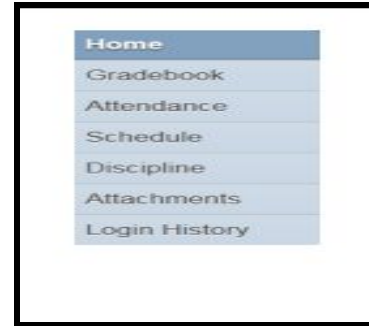 Home
Gradebook
Attendance
Schedule
Discipline
Attachments
Login History